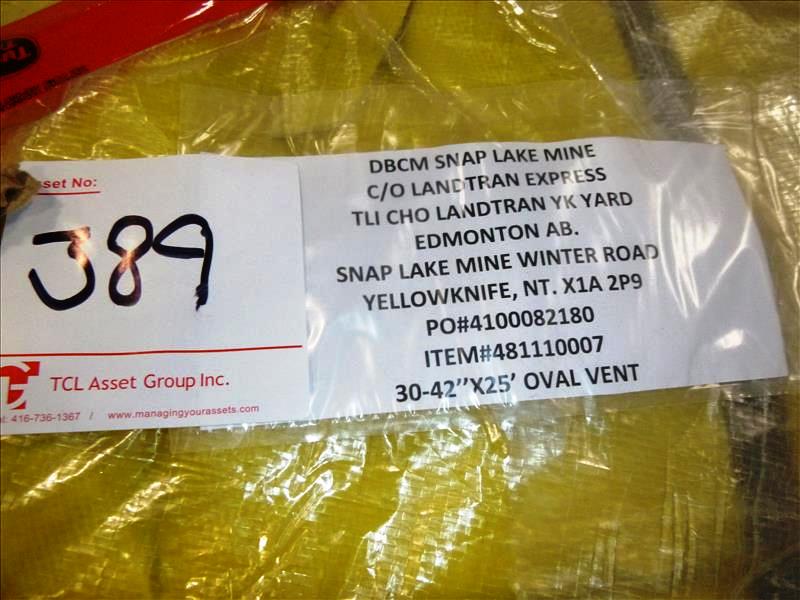 set No:
J89
TCL Asset Group Inc.
l: 416-736-1367 / www.managingyourassets.com
DBCM SNAP LAKE MINE
C/O LANDTRAN EXPRESS
TLI CHO LANDTRAN YK YARD
EDMONTON AB.
SNAP LAKE MINE WINTER ROAD
YELLOWKNIFE, NT. X1A 2P9
PO#4100082180
ITEM#481110007
30-42"X25' OVAL VENT